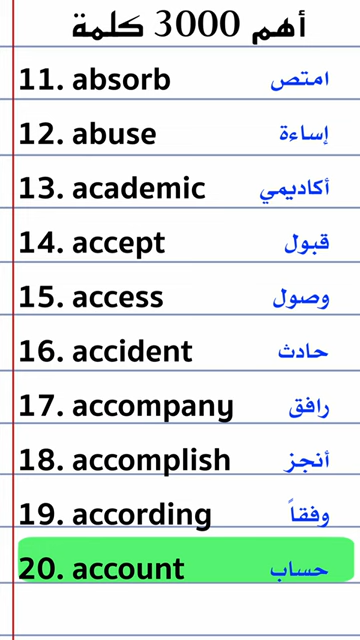 أهم 3000 كلمة
11. absorb امتص
12. abuse إساءة
13. academic أكاديمي
14. accept قبول
15. access وصول
16. accident حادث
17. accompany رافق
18. accomplish أنجز
19. according وفقاً
20. account حساب